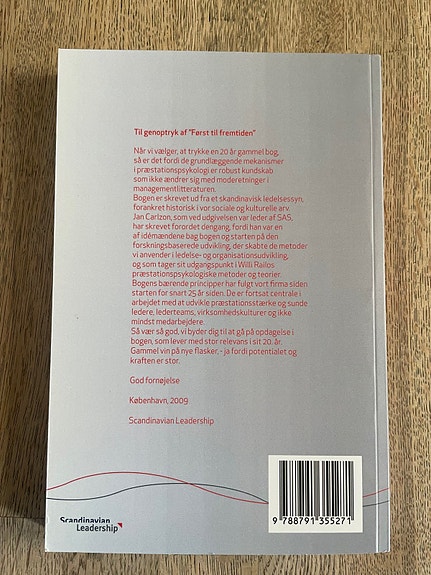 Til genoptryk af "Først til fremtiden"
Når vi vælger, at trykke en 20 år gammel bog,
så er det fordi de grundlæggende mekanismer
i præstationspsykologi er robust kundskab
som ikke ændrer sig med moderetninger i
managementlitteraturen.
Bogen er skrevet ud fra et skandinavisk ledelsessyn,
forankret historisk i vor sociale og kulturelle arv.
Jan Carlzon, som ved udgivelsen var leder af SAS,
har skrevet forordet dengang, fordi han var en
af idémændene bag bogen og starten på den
forskningsbaserede udvikling, der skabte de metoder
vi anvender i ledelse- og organisationsudvikling,
og som tager sit udgangspunkt i Willi Railos
præstationspsykologiske metoder og teorier.
Bogens bærende principper har fulgt vort firma siden
starten for snart 25 år siden. De er fortsat centrale i
arbejdet med at udvikle præstationsstærke og sunde
ledere, lederteams, virksomhedskulturer og ikke
mindst medarbejdere.
Så vær så god, vi byder dig til at gå på opdagelse i
bogen, som lever med stor relevans i sit 20. år.
Gammel vin på nye flasker, - ja fordi potentialet og
kraften er stor.
God fornøjelse
København, 2009
Scandinavian Leadership
Scandinavian
Leadership
9 788791 355271